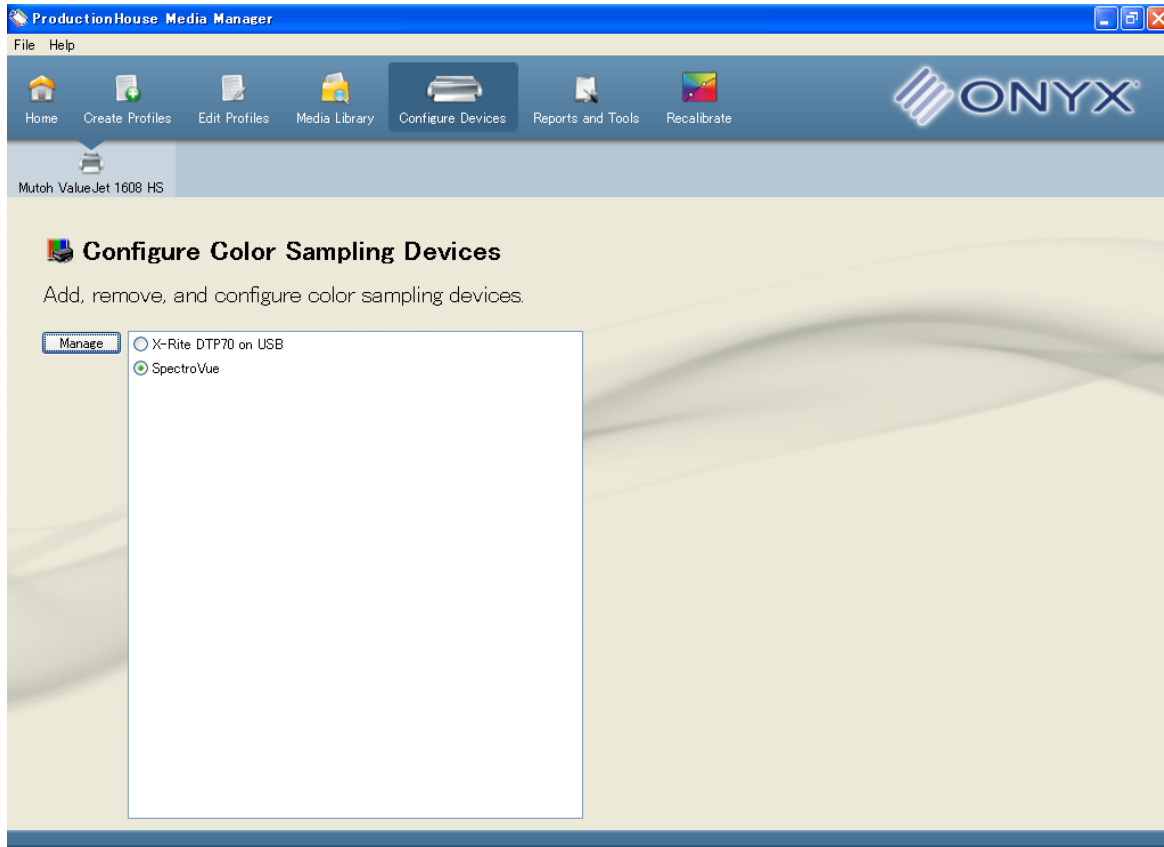 ProductionHouse Media Manager
File Help
Home Create Profiles Edit Profiles Media Library Configure Devices Reports and Tools Recalibrate
ONYX
Mutoh ValueJet 1608 HS
Configure Color Sampling Devices
Add, remove, and configure color sampling devices.
Manage
X-Rite DTP70 on USB
SpectroVue